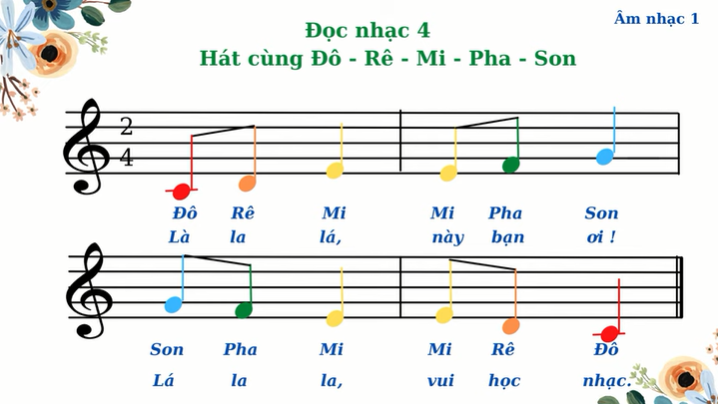 Âm nhạc 1
Đọc nhạc 4
Hát cùng Đô - Rê - Mi - Pha - Son
2
4
Đô Rê Mi Mi Pha Son
Là la lá, này bạn ơi !
Son Pha Mi Mi Rê Đô
Lá la la, vui học nhạc.